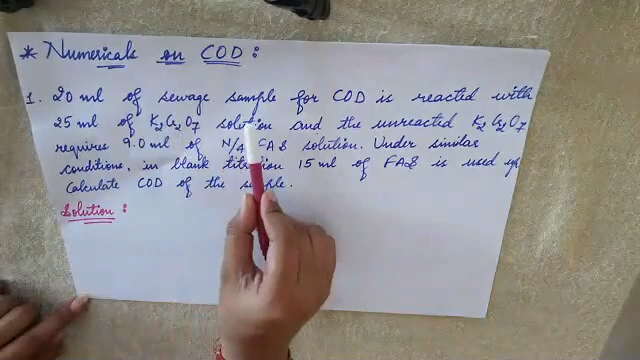 * Numericals on COD :
1. 20 ml of sewage sample for COD is reacted with
25 ml of K2Cr2O7 solution and the unreacted K2Cr2O7
requires 9.0 ml of N/4 FAS solution. Under similar
conditions, in blank titration 15 ml of FAS is used up
Calculate COD of the sample.
Solution :